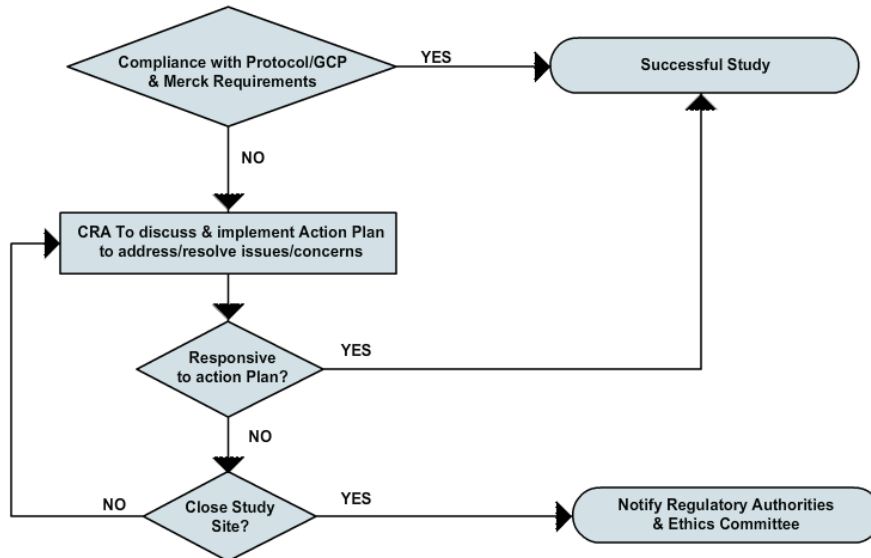 Compliance with Protocol/GCP
& Merck Requirements
YES
Successful Study
NO
CRA To discuss & implement Action Plan
to address/resolve issues/concerns
Responsive
to action Plan?
YES
NO
Close Study
Site?
NO
YES
Notify Regulatory Authorities
& Ethics Committee